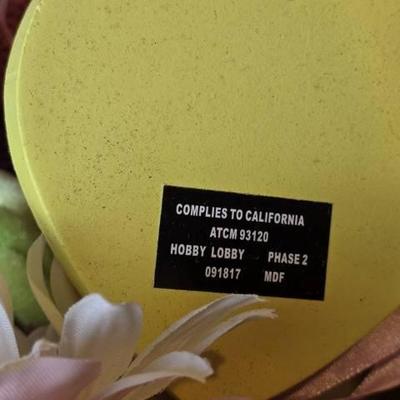 COMPLIES TO CALIFORNIA
ATCM 93120
HOBBY LOBBY PHASE 2
091817 MDF